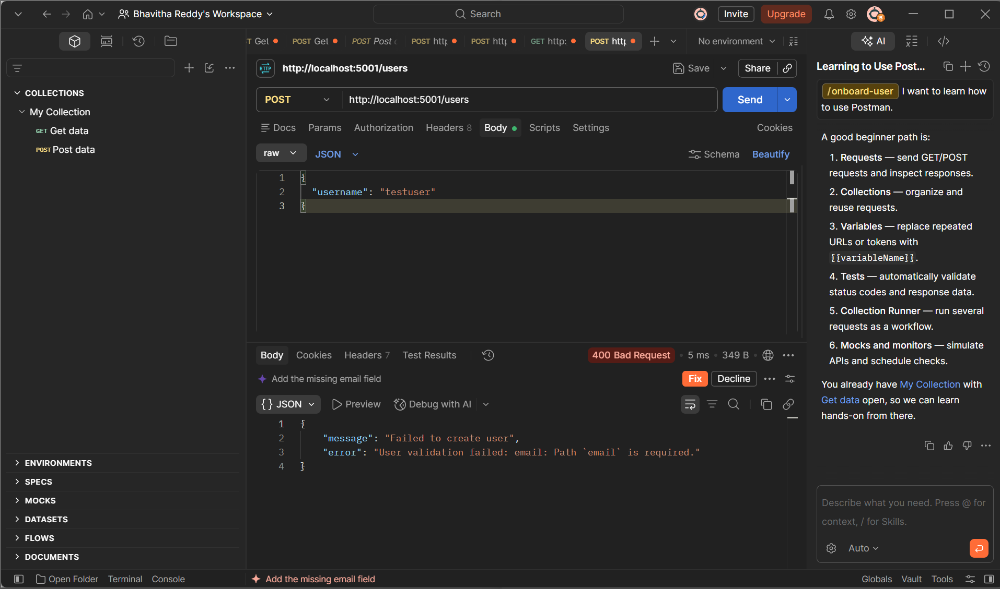 Bhavitha Reddy's Workspace
Search
Invite
Upgrade
T Get
POST Get
POST Post
POST http
POST http
GET http:
POST http
No environment
AI
COLLECTIONS
My Collection
GET Get data
POST Post data
ENVIRONMENTS
SPECS
MOCKS
DATASETS
FLOWS
DOCUMENTS
HTTP
http://localhost:5001/users
Save
Share
POST
http://localhost:5001/users
Send
Docs
Params
Authorization
Headers 8
Body
Scripts
Settings
Cookies
raw
JSON
Schema
Beautify
1 {
2 "username": "testuser"
3 }
Body
Cookies
Headers 7
Test Results
400 Bad Request
5 ms
349 B
Add the missing email field
Fix
Decline
{} JSON
Preview
Debug with AI
1 {
2 "message": "Failed to create user",
3 "error": "User validation failed: email: Path `email` is required."
4 }
Learning to Use Post...
/onboard-user I want to learn how
to use Postman.
A good beginner path is:
1. Requests — send GET/POST
requests and inspect responses.
2. Collections — organize and
reuse requests.
3. Variables — replace repeated
URLs or tokens with
{{variableName}}.
4. Tests — automatically validate
status codes and response data.
5. Collection Runner — run several
requests as a workflow.
6. Mocks and monitors — simulate
APIs and schedule checks.
You already have My Collection with
Get data open, so we can learn
hands-on from there.
Describe what you need. Press @ for
context, / for Skills.
Auto
Open Folder
Terminal
Console
Add the missing email field
Globals
Vault
Tools